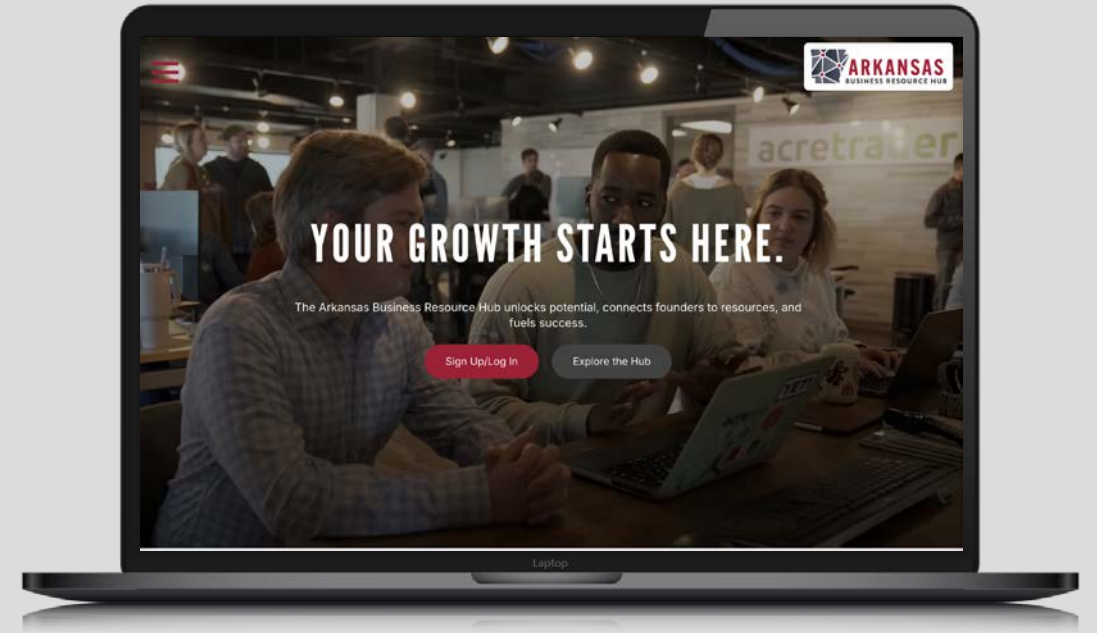 ARKANSAS
BUSINESS RESOURCE HUB
acretrader
YOUR GROWTH STARTS HERE.
The Arkansas Business Resource Hub unlocks potential, connects founders to resources, and
fuels success.
Sign Up/Log In
Explore the Hub
YETI
Laptop